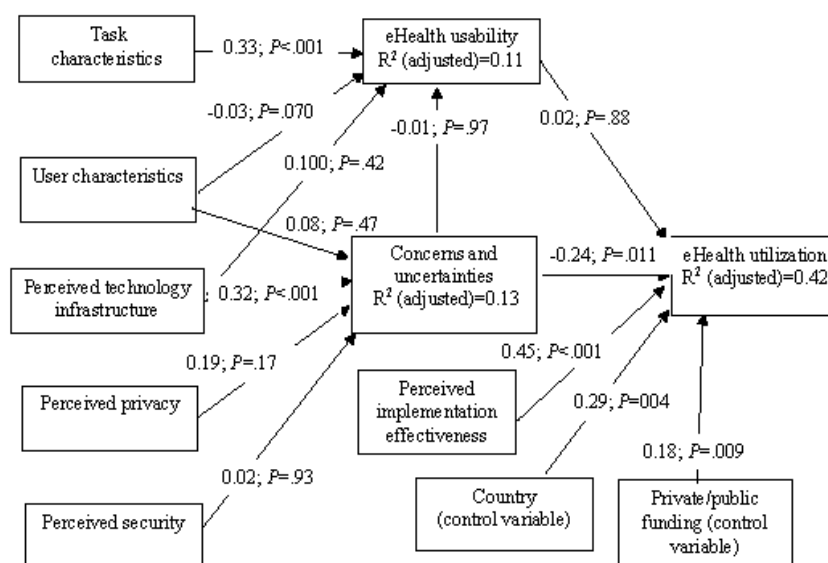 Task
characteristics
0.33; P<.001
eHealth usability
R² (adjusted)=0.11
-0.03; P=.070
-0.01; P=.97
0.02; P=.88
0.100; P=.42
User characteristics
0.08; P=.47
Concerns and
uncertainties
R² (adjusted)=0.13
-0.24; P=.011
eHealth utilization
R² (adjusted)=0.42
Perceived technology
infrastructure
0.32; P<.001
0.19; P=.17
0.45; P<.001
Perceived privacy
Perceived
implementation
effectiveness
0.29; P=004
0.02; P=.93
0.18; P=.009
Perceived security
Country
(control variable)
Private/public
funding (control
variable)